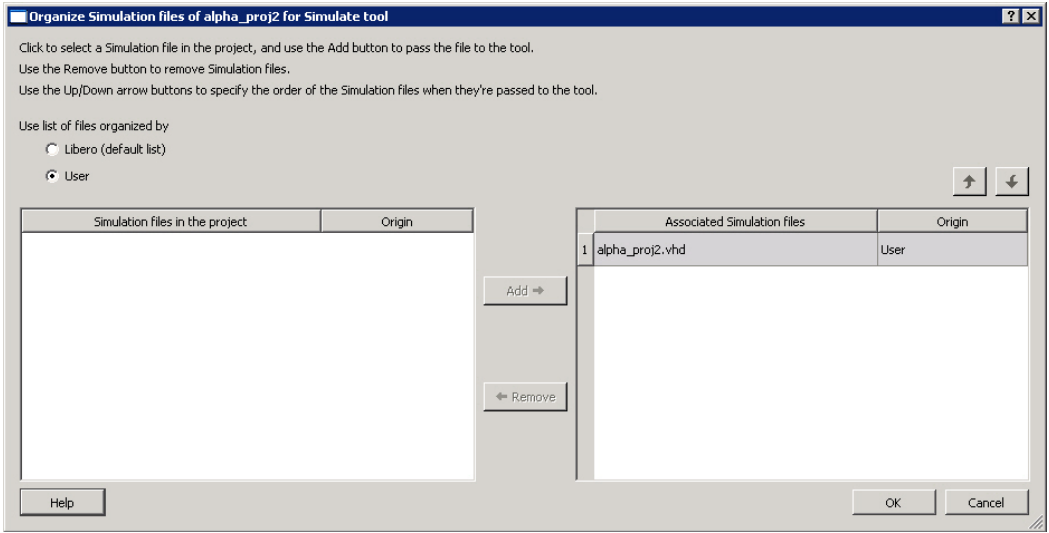 Organize Simulation files of alpha_proj2 for Simulate tool
Click to select a Simulation file in the project, and use the Add button to pass the file to the tool.
Use the Remove button to remove Simulation files.
Use the Up/Down arrow buttons to specify the order of the Simulation files when they're passed to the tool.
Use list of files organized by
Libero (default list)
User
Simulation files in the project Origin
Associated Simulation files Origin
1 alpha_proj2.vhd User
Add
Remove
Help
OK Cancel